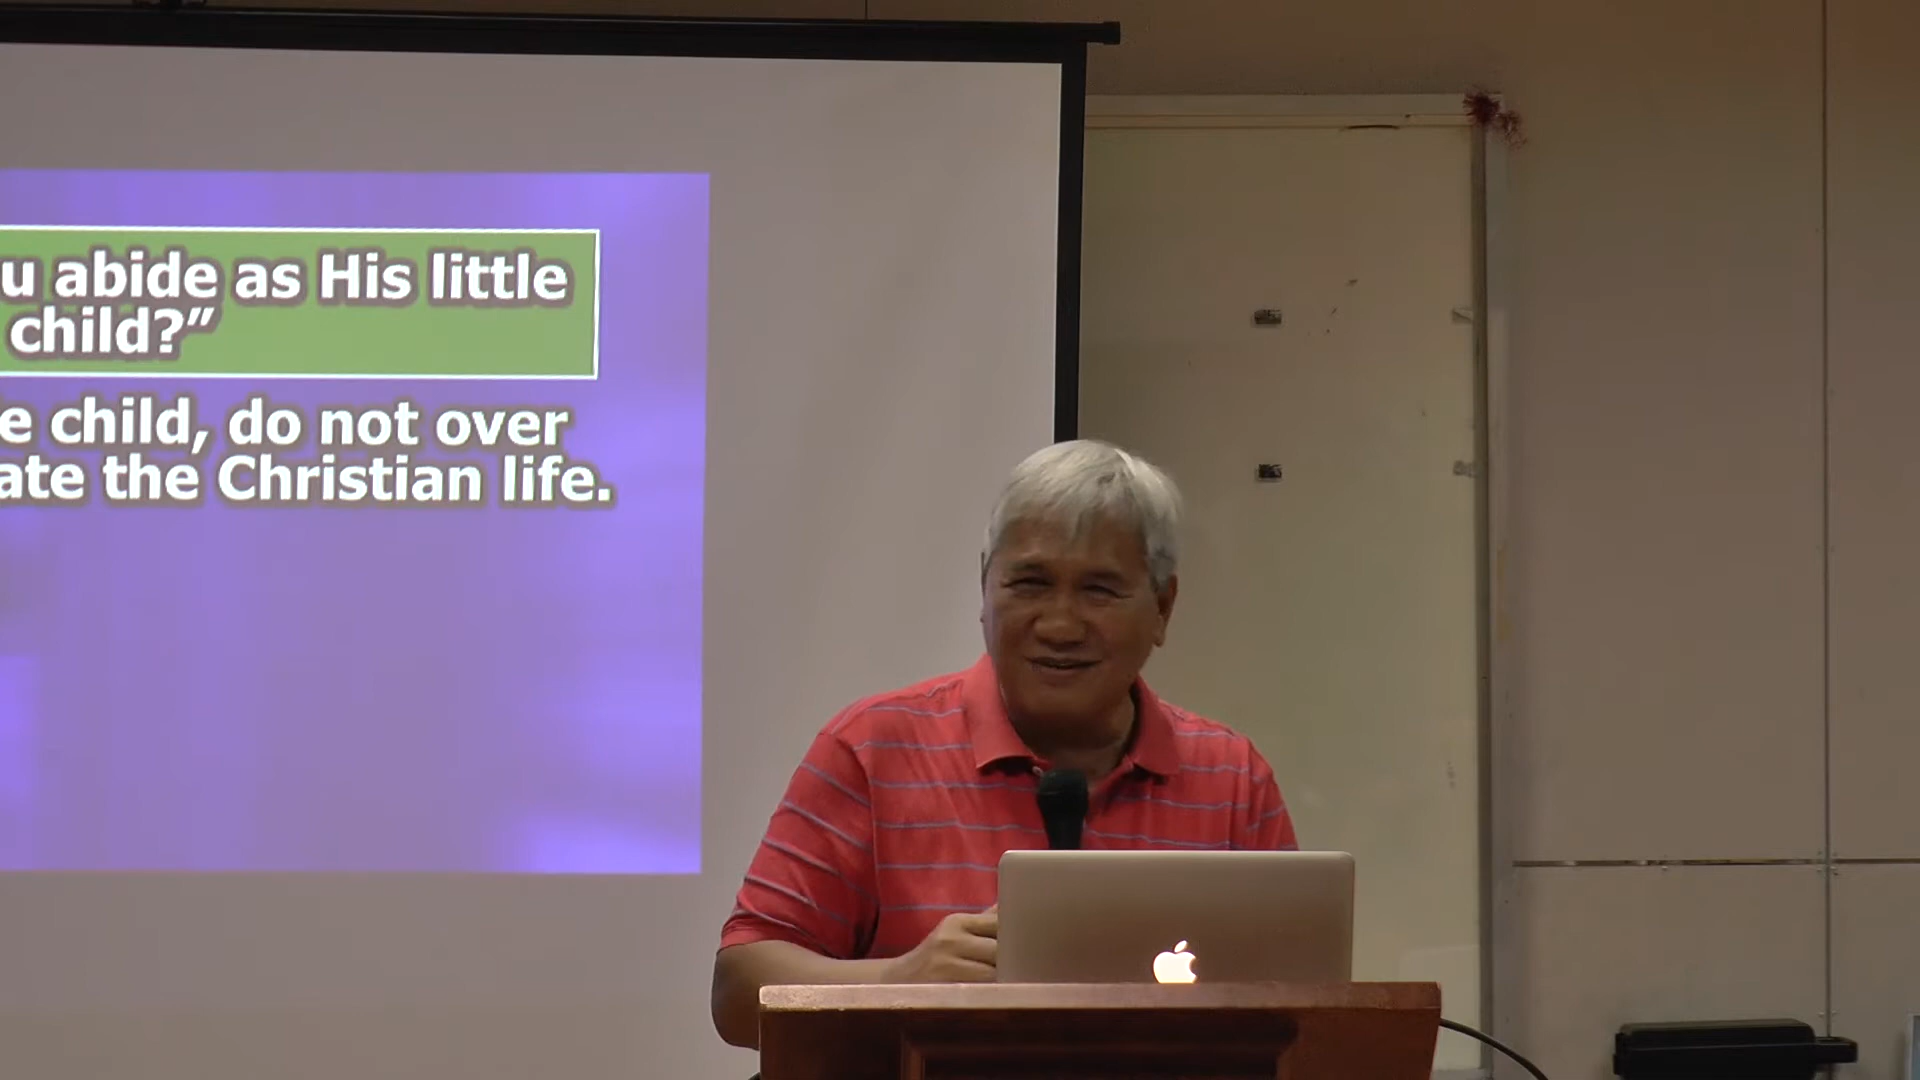 u abide as His little
child?”
e child, do not over
ate the Christian life.